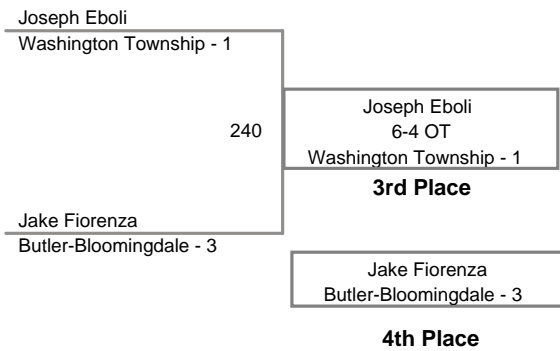 Joseph Eboli
Washington Township - 1
240
Joseph Eboli
6-4 OT
Washington Township - 1
3rd Place
Jake Fiorenza
Butler-Bloomingdale - 3
Jake Fiorenza
Butler-Bloomingdale - 3
4th Place